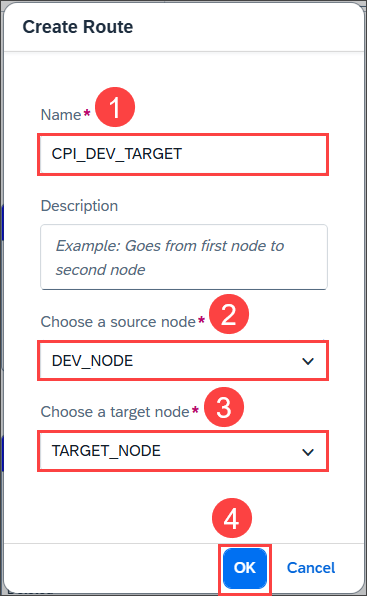 Create Route
Name* 1
CPI_DEV_TARGET
Description
Example: Goes from first node to
second node
Choose a source node* 2
DEV_NODE
Choose a target node* 3
TARGET_NODE
4
OK Cancel